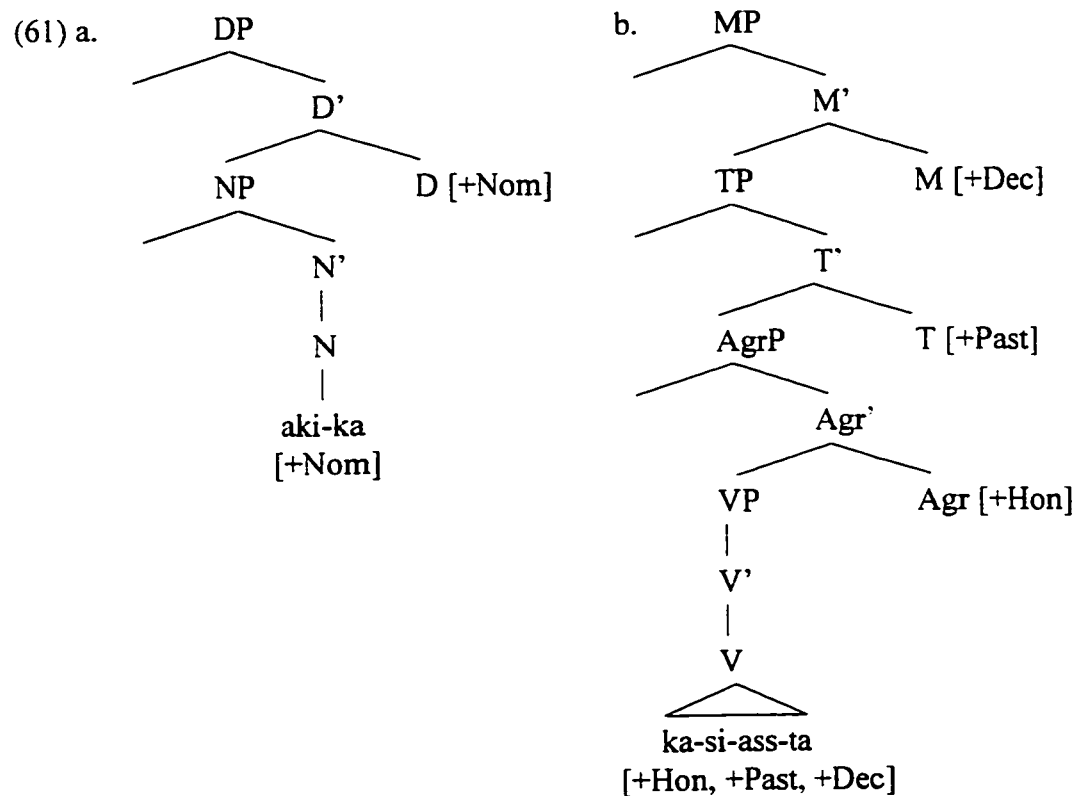 (61) a.
DP
D'
NP
D [+Nom]
N'
N
aki-ka
[+Nom]
b.
MP
M'
TP
M [+Dec]
T'
AgrP
T [+Past]
Agr'
VP
Agr [+Hon]
V'
V
ka-si-ass-ta
[+Hon, +Past, +Dec]